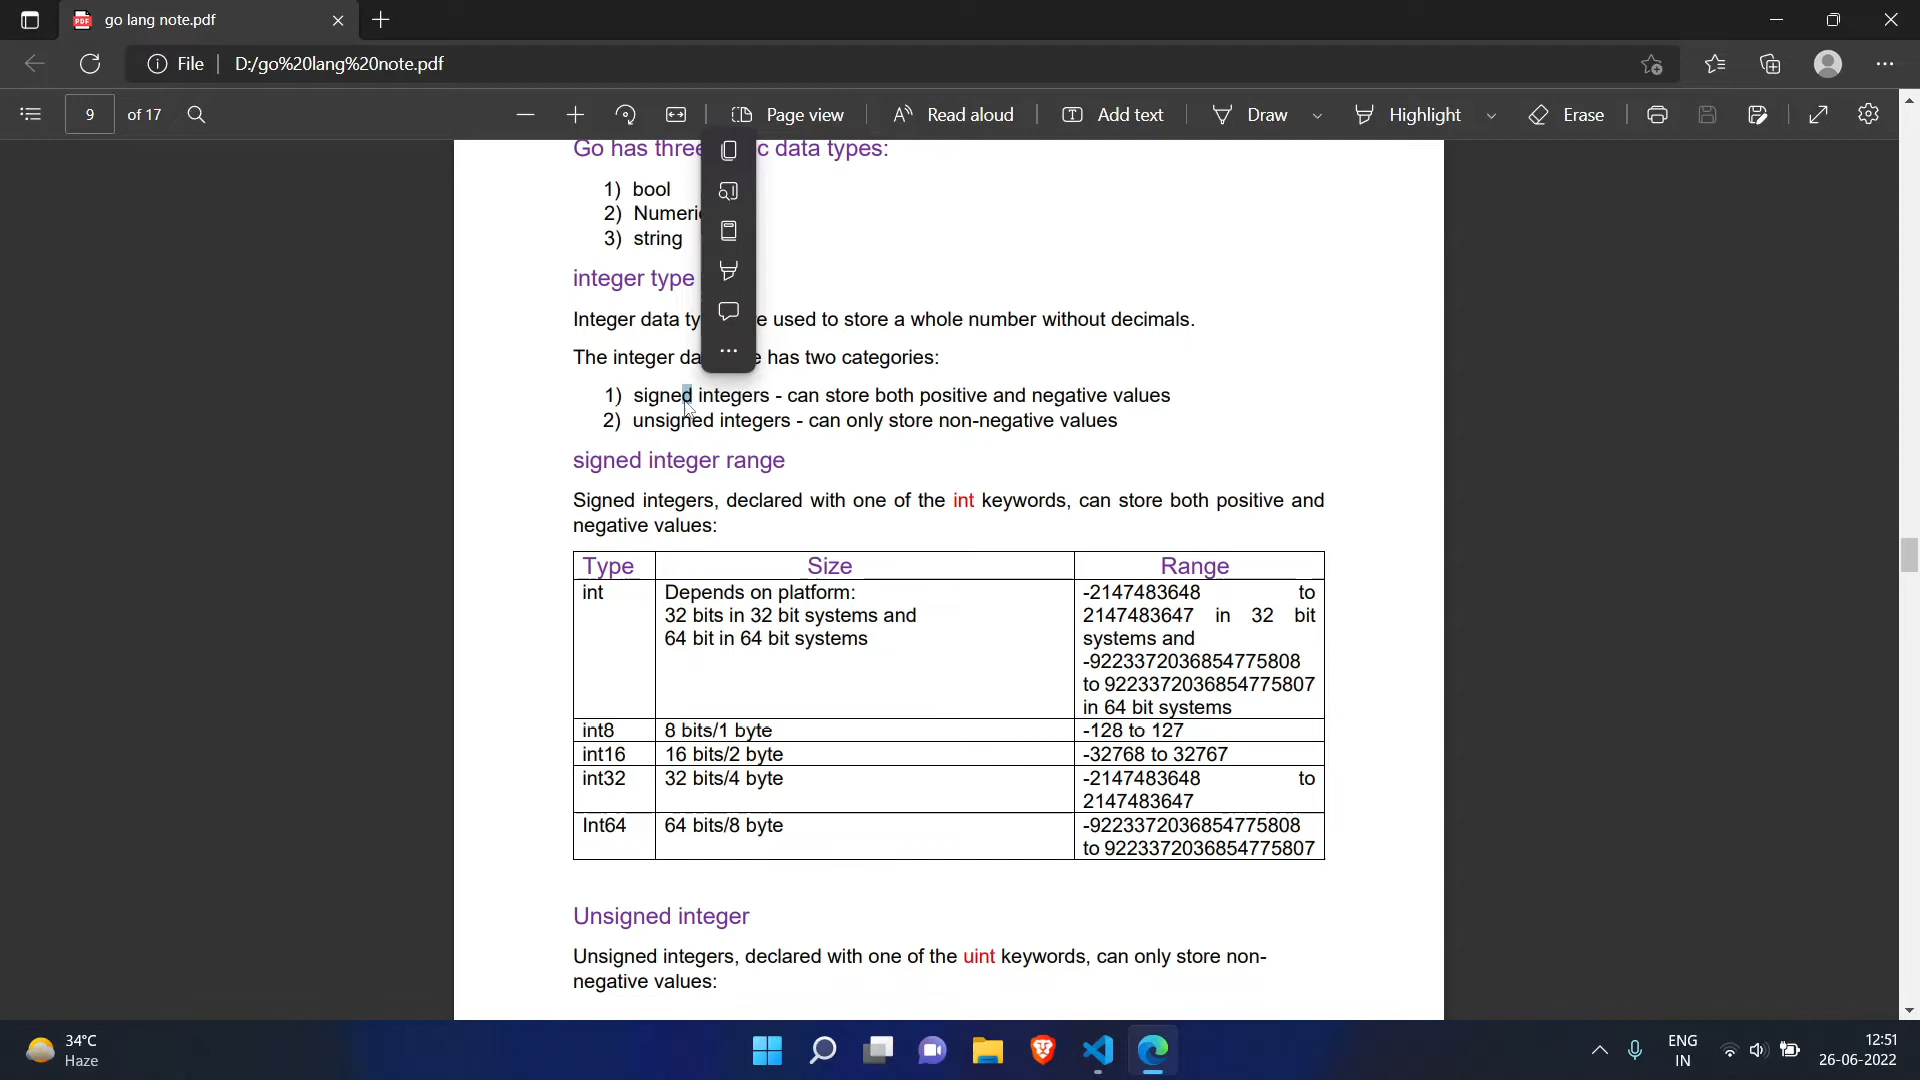 go lang note.pdf
File
D:/go%20lang%20note.pdf
9 of 17
Page view
Read aloud
Add text
Draw
Highlight
Erase
Go has three c data types:
1) bool
2) Numeri
3) string
integer type
Integer data ty e used to store a whole number without decimals.
The integer da e has two categories:
1) signed integers - can store both positive and negative values
2) unsigned integers - can only store non-negative values
signed integer range
Signed integers, declared with one of the int keywords, can store both positive and
negative values:
Type Size Range
int
Depends on platform:
32 bits in 32 bit systems and
64 bit in 64 bit systems
-2147483648 to
2147483647 in 32 bit
systems and
-9223372036854775808
to 9223372036854775807
in 64 bit systems
int8 8 bits/1 byte -128 to 127
int16 16 bits/2 byte -32768 to 32767
int32 32 bits/4 byte -2147483648 to
2147483647
Int64 64 bits/8 byte -9223372036854775808
to 9223372036854775807
Unsigned integer
Unsigned integers, declared with one of the uint keywords, can only store non-
negative values:
34°C
Haze
ENG
IN
12:51
26-06-2022